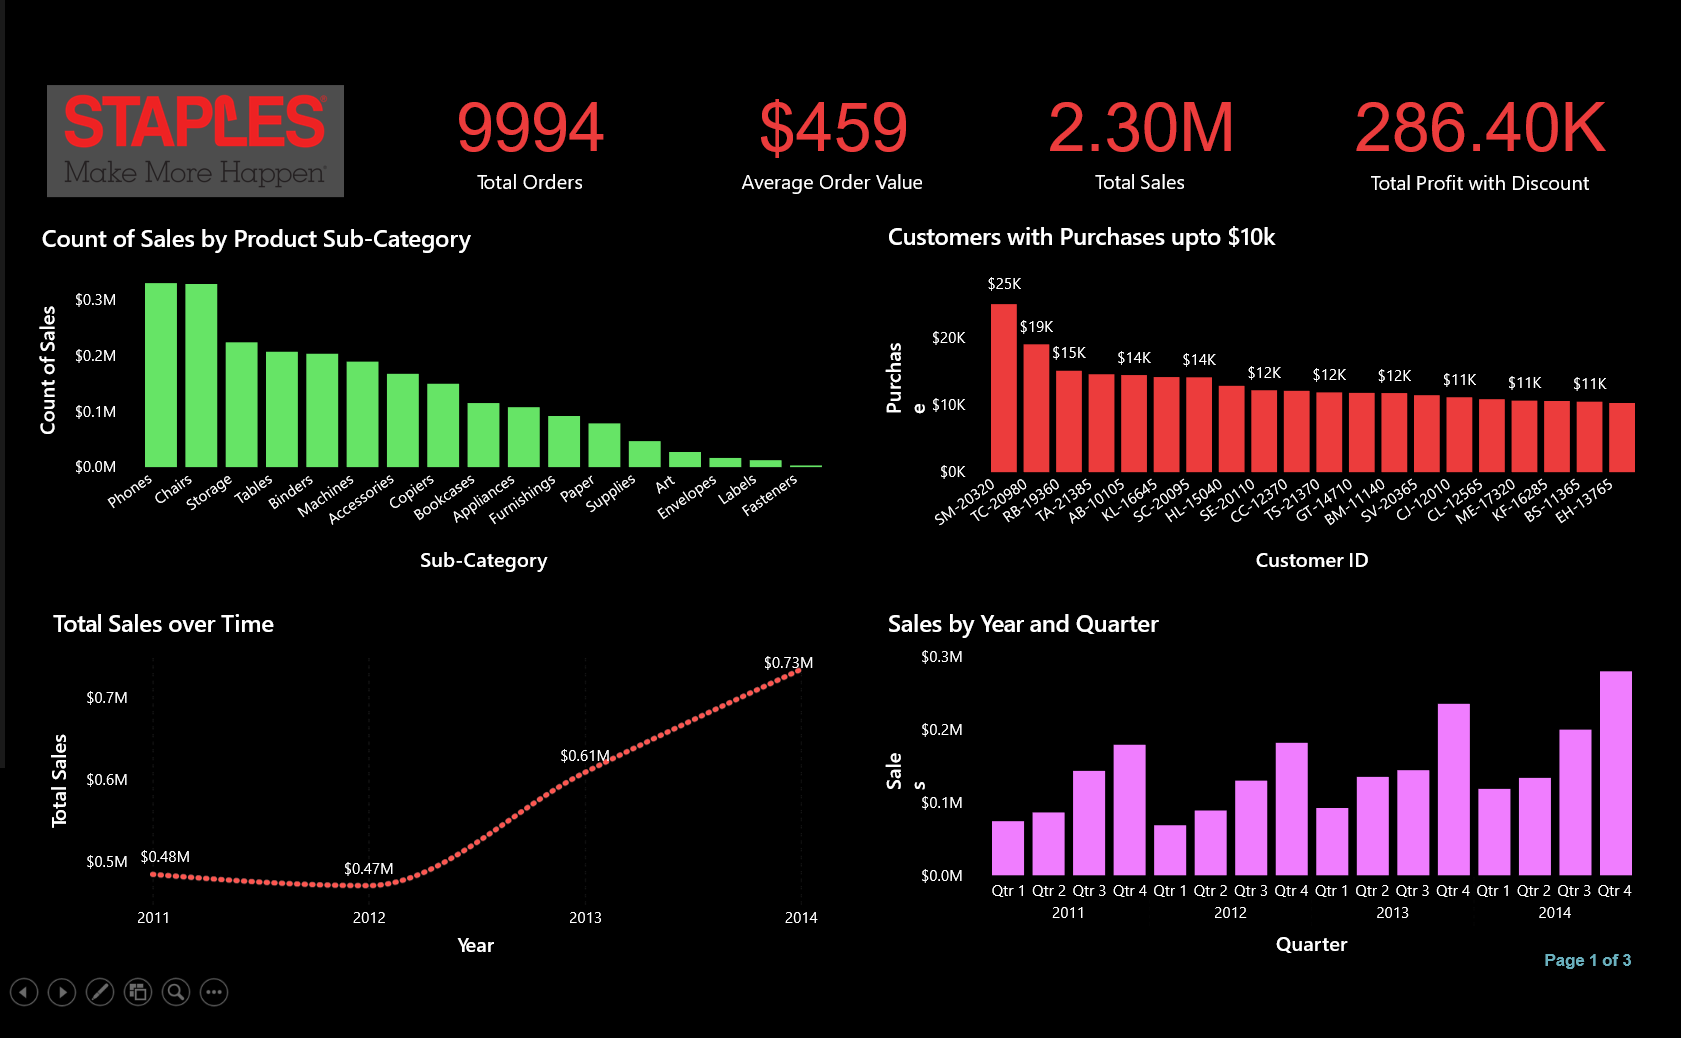 STAPLES
Make More Happen
9994
Total Orders
$459
Average Order Value
2.30M
Total Sales
286.40K
Total Profit with Discount
Count of Sales by Product Sub-Category
Count of Sales
$0.3M
$0.2M
$0.1M
$0.0M
Phones
Chairs
Storage
Tables
Binders
Machines
Accessories
Copiers
Bookcases
Appliances
Furnishings
Paper
Supplies
Art
Envelopes
Labels
Fasteners
Sub-Category
Customers with Purchases upto $10k
Purchas
e
$20K
$10K
$0K
$25K
$19K
$15K
$14K
$14K
$12K
$12K
$12K
$11K
$11K
$11K
SM-20320
TC-20980
RB-19360
TA-21385
AB-10105
KL-16645
SC-20095
HL-15040
SE-20110
CC-12370
TS-21370
GT-14710
BM-11140
SV-20365
CJ-12010
CL-12565
ME-17320
KF-16285
BS-11365
EH-13765
Customer ID
Total Sales over Time
Total Sales
$0.7M
$0.6M
$0.5M
$0.48M
$0.47M
$0.61M
$0.73M
2011
2012
2013
2014
Year
Sales by Year and Quarter
Sale
s
$0.3M
$0.2M
$0.1M
$0.0M
Qtr 1 Qtr 2 Qtr 3 Qtr 4 Qtr 1 Qtr 2 Qtr 3 Qtr 4 Qtr 1 Qtr 2 Qtr 3 Qtr 4 Qtr 1 Qtr 2 Qtr 3 Qtr 4
2011 2012 2013 2014
Quarter
Page 1 of 3